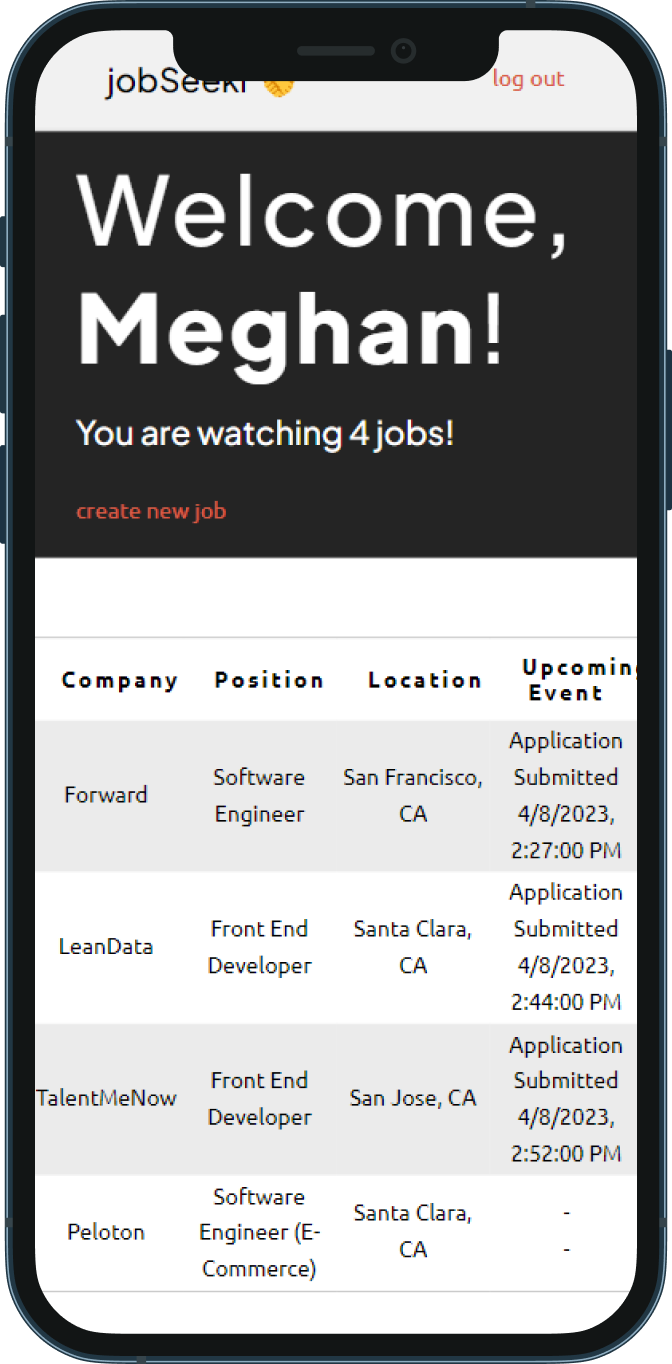 jobSeekr 🤝 log out
Welcome,
Meghan!
You are watching 4 jobs!
create new job
Company Position Location Upcoming
Event
Forward Software Engineer San Francisco, CA Application Submitted 4/8/2023, 2:27:00 PM
LeanData Front End Developer Santa Clara, CA Application Submitted 4/8/2023, 2:44:00 PM
TalentMeNow Front End Developer San Jose, CA Application Submitted 4/8/2023, 2:52:00 PM
Peloton Software Engineer (E-Commerce) Santa Clara, CA - -